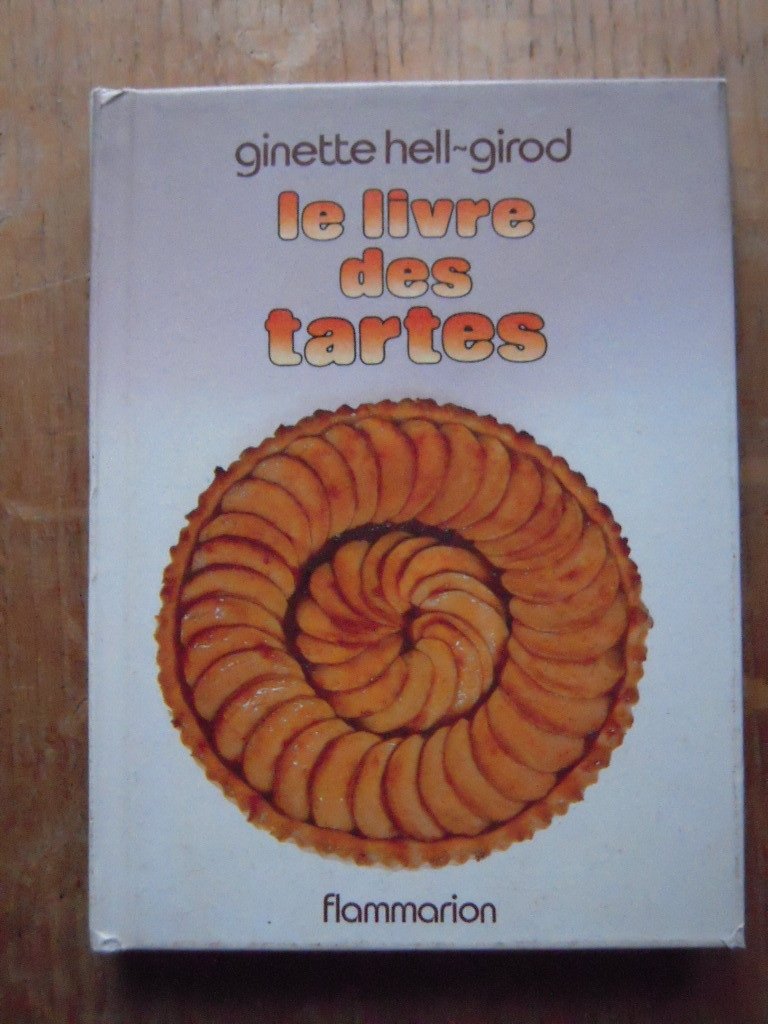 ginette hell~girod
le livre
des
tartes
flammarion